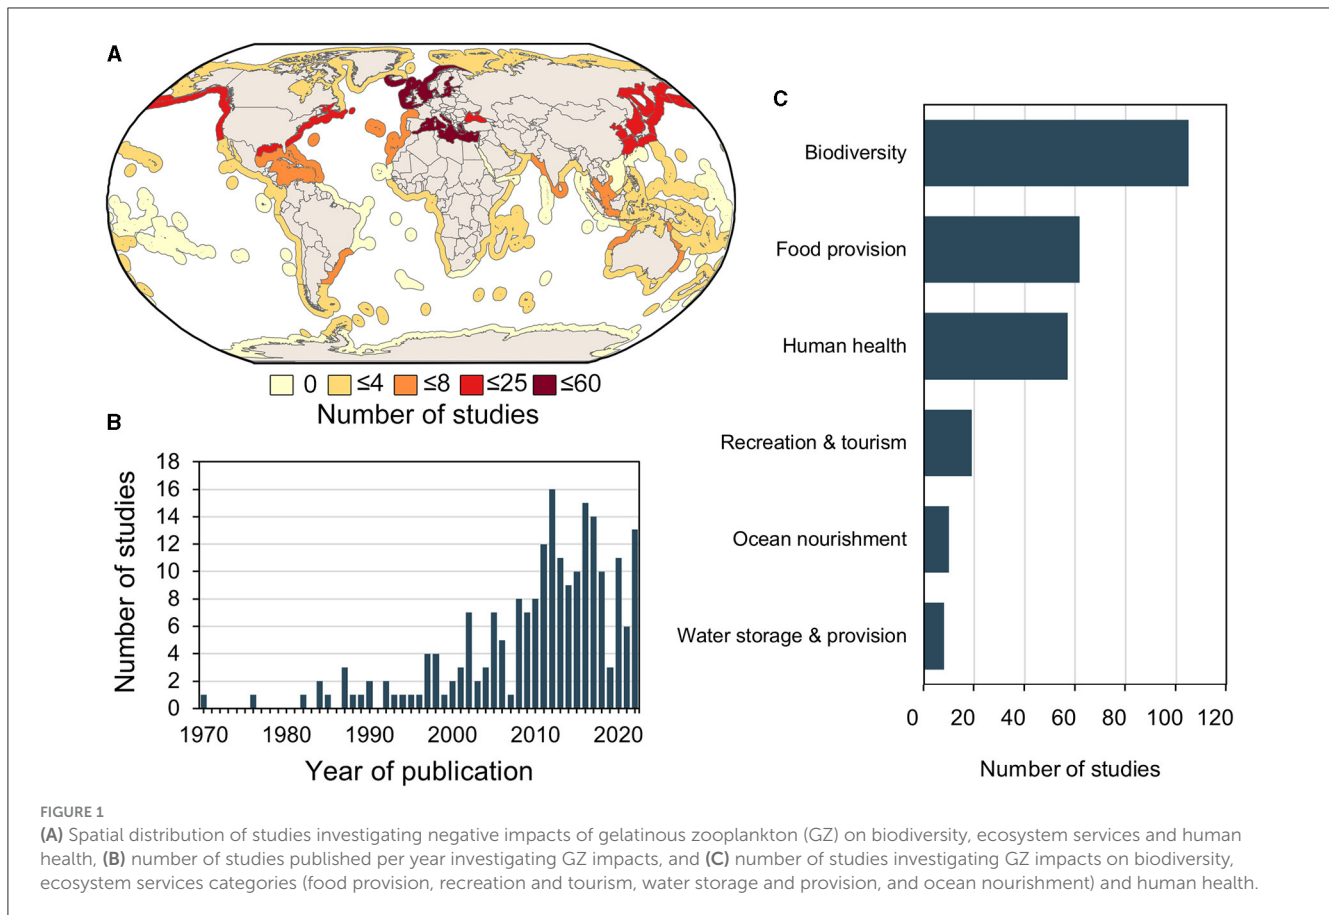 A
0 ≤4 ≤8 ≤25 ≤60
Number of studies
B
Number of studies
18
16
14
12
10
8
6
4
2
0
1970 1980 1990 2000 2010 2020
Year of publication
C
Biodiversity
Food provision
Human health
Recreation & tourism
Ocean nourishment
Water storage & provision
0 20 40 60 80 100 120
Number of studies
FIGURE 1
(A) Spatial distribution of studies investigating negative impacts of gelatinous zooplankton (GZ) on biodiversity, ecosystem services and human
health, (B) number of studies published per year investigating GZ impacts, and (C) number of studies investigating GZ impacts on biodiversity,
ecosystem services categories (food provision, recreation and tourism, water storage and provision, and ocean nourishment) and human health.